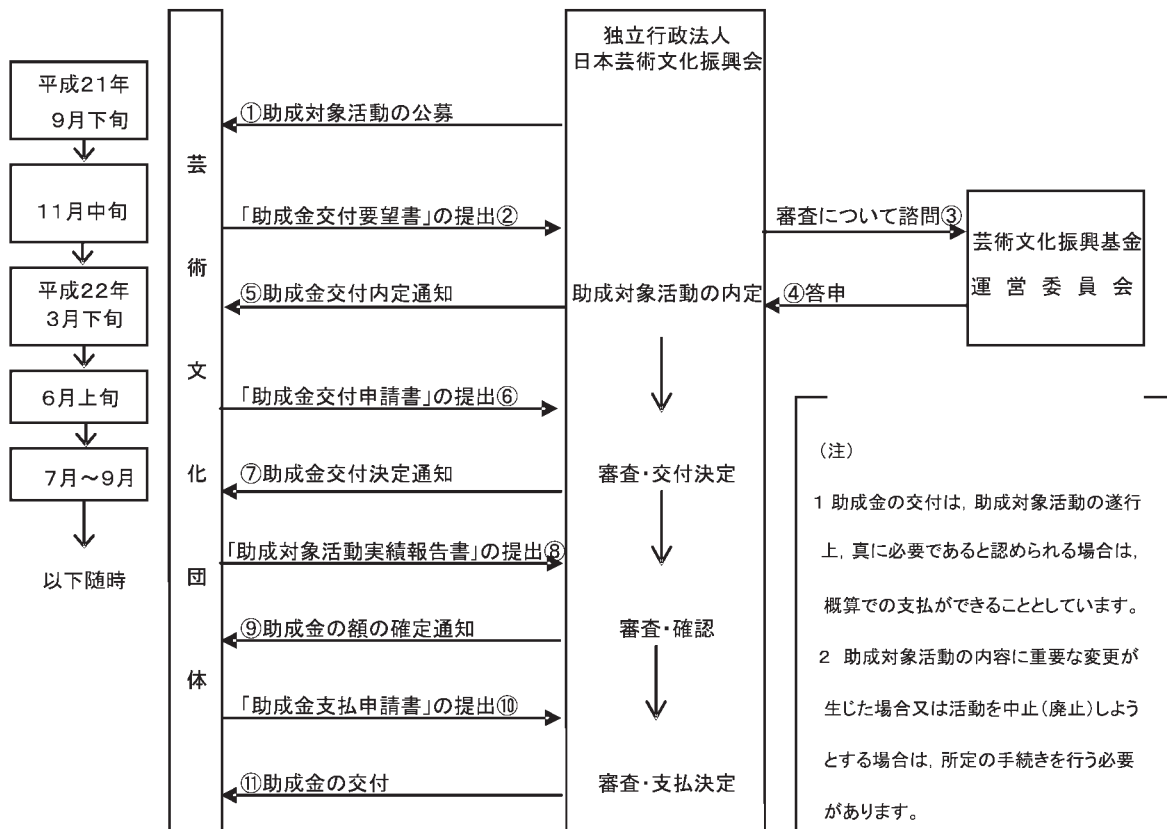 独立行政法人
日本芸術文化振興会
平成21年
9月下旬
11月中旬
平成22年
3月下旬
6月上旬
7月～9月
以下随時
芸術文化団体
①助成対象活動の公募
「助成金交付要望書」の提出②
審査について諮問③
芸術文化振興基金
運営委員会
⑤助成金交付内定通知
助成対象活動の内定
④答申
「助成金交付申請書」の提出⑥
⑦助成金交付決定通知
審査・交付決定
「助成対象活動実績報告書」の提出⑧
⑨助成金の額の確定通知
審査・確認
「助成金支払申請書」の提出⑩
⑪助成金の交付
審査・支払決定
(注)
1 助成金の交付は，助成対象活動の遂行
上，真に必要であると認められる場合は，
概算での支払ができることとしています。
2 助成対象活動の内容に重要な変更が
生じた場合又は活動を中止(廃止)しよう
とする場合は，所定の手続きを行う必要
があります。